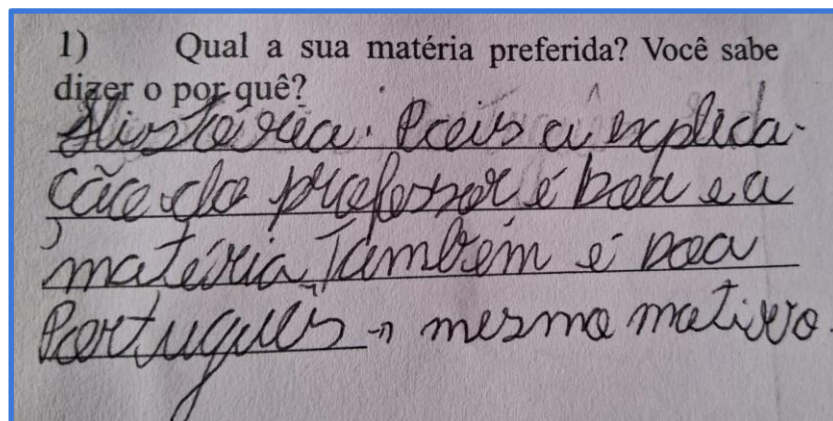 1) Qual a sua matéria preferida? Você sabe
dizer o por quê?
História. Pois a explica-
ção do professor é boa e a
matéria também é boa
Português → mesmo motivo.